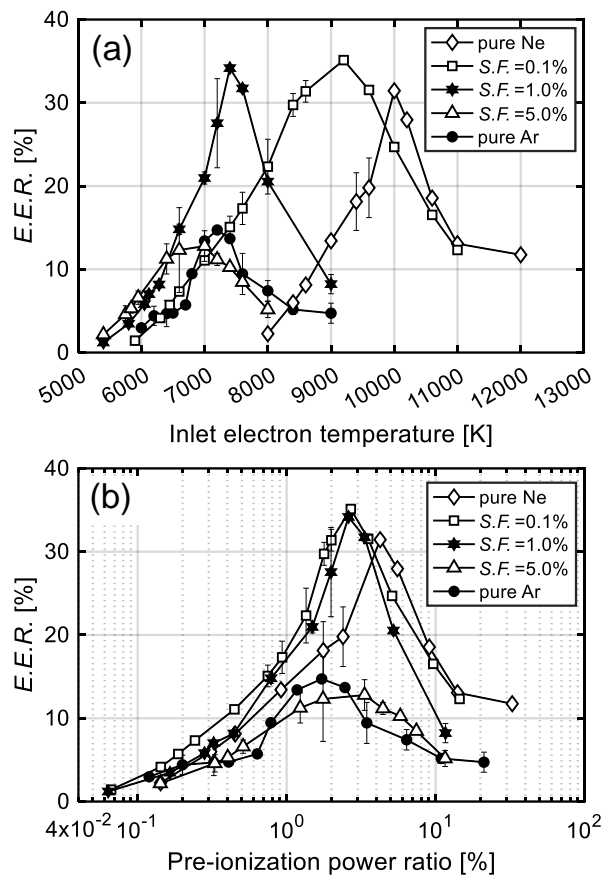 (a)
E.E.R. [%]
40
30
20
10
0
pure Ne
S.F.=0.1%
S.F.=1.0%
S.F.=5.0%
pure Ar
5000 6000 7000 8000 9000 10000 11000 12000 13000
Inlet electron temperature [K]
(b)
E.E.R. [%]
40
30
20
10
0
pure Ne
S.F.=0.1%
S.F.=1.0%
S.F.=5.0%
pure Ar
4x10⁻² 10⁻¹ 10⁰ 10¹ 10²
Pre-ionization power ratio [%]